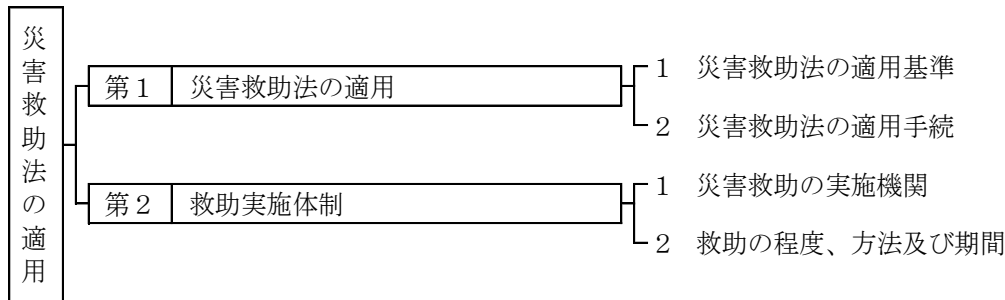 災害救助法の適用
第1 災害救助法の適用
1 災害救助法の適用基準
2 災害救助法の適用手続
第2 救助実施体制
1 災害救助の実施機関
2 救助の程度、方法及び期間